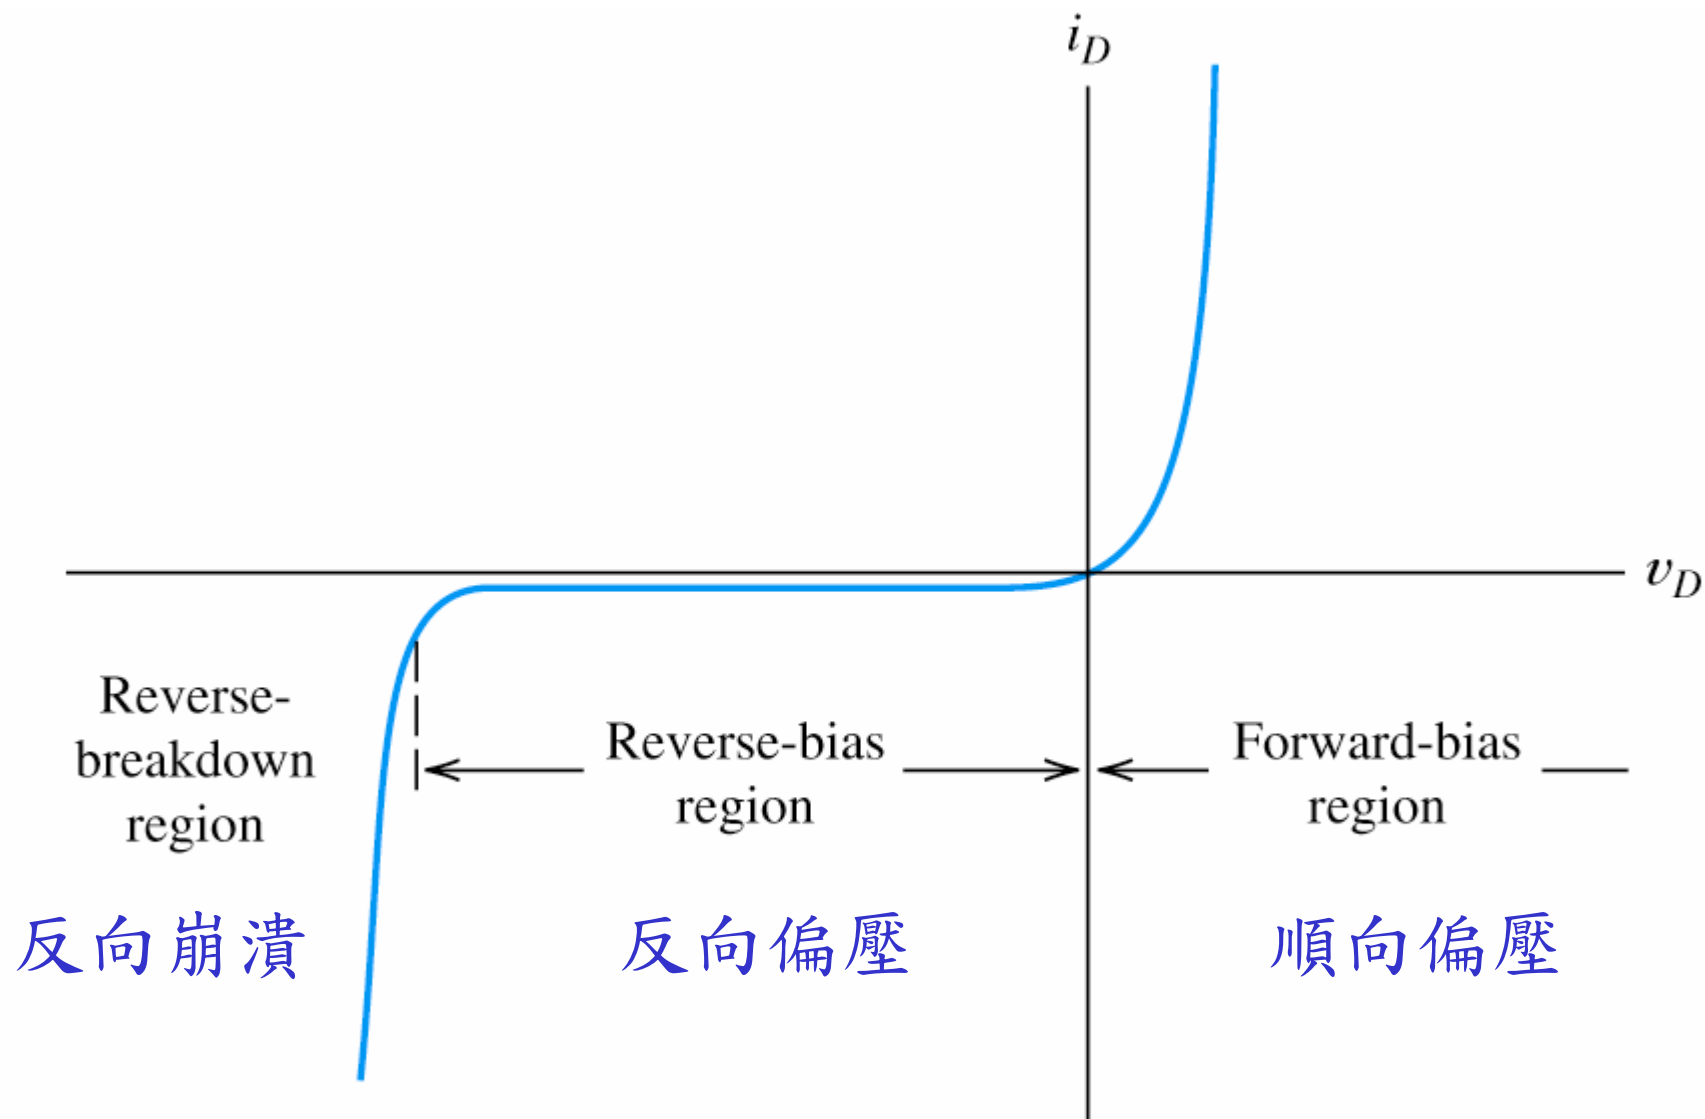 iD
vD
Reverse-
breakdown
region
Reverse-bias
region
Forward-bias
region
反向崩潰
反向偏壓
順向偏壓